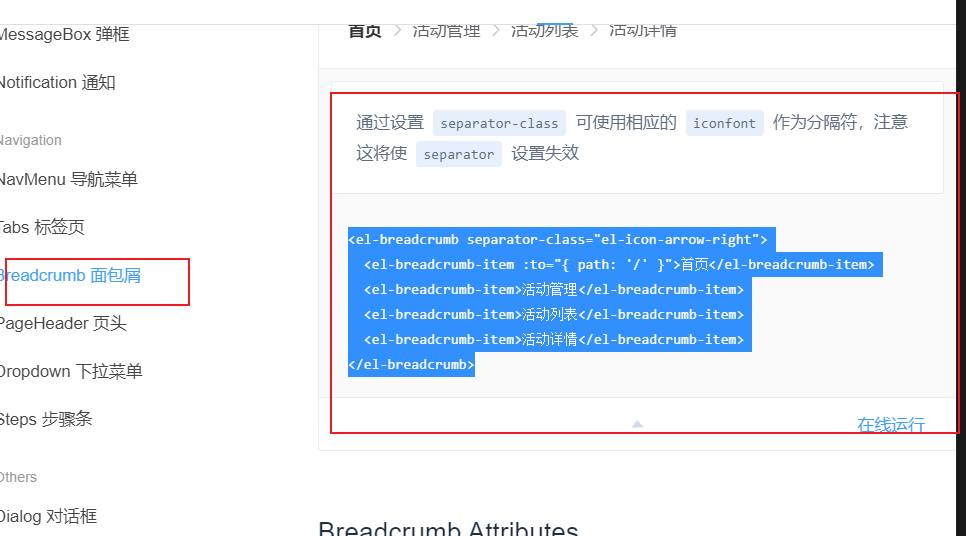 MessageBox 弹框
Notification 通知
Navigation
NavMenu 导航菜单
Tabs 标签页
Breadcrumb 面包屑
PageHeader 页头
Dropdown 下拉菜单
Steps 步骤条
Others
Dialog 对话框
首页 > 活动管理 > 活动列表 > 活动详情
通过设置 separator-class 可使用相应的 iconfont 作为分隔符，注意
这将使 separator 设置失效
<el-breadcrumb separator-class="el-icon-arrow-right">
  <el-breadcrumb-item :to="{ path: '/' }">首页</el-breadcrumb-item>
  <el-breadcrumb-item>活动管理</el-breadcrumb-item>
  <el-breadcrumb-item>活动列表</el-breadcrumb-item>
  <el-breadcrumb-item>活动详情</el-breadcrumb-item>
</el-breadcrumb>
在线运行
Breadcrumb Attributes